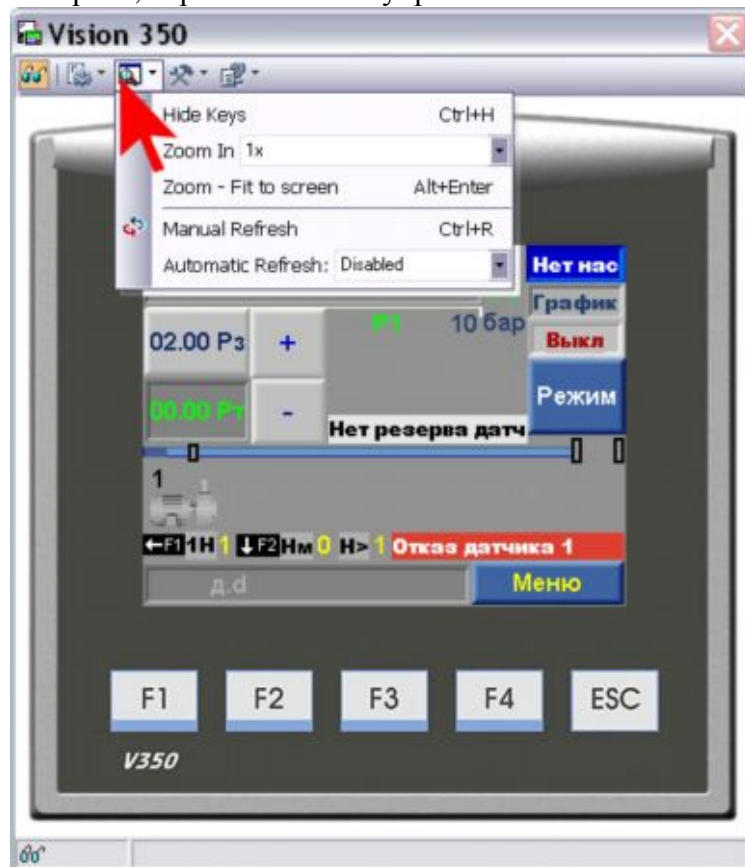 Vision 350
Hide Keys Ctrl+H
Zoom In 1x
Zoom - Fit to screen Alt+Enter
Manual Refresh Ctrl+R
Automatic Refresh: Disabled
Нет нас
График
10 бар
Выкл
02.00 Рз +
Р1
Режим
00.00 Рт -
Нет резерва датч
1
←F1 1Н 1 ↓F2 Нм 0 Н> 1 Отказ датчика 1
д.d Меню
F1 F2 F3 F4 ESC
V350